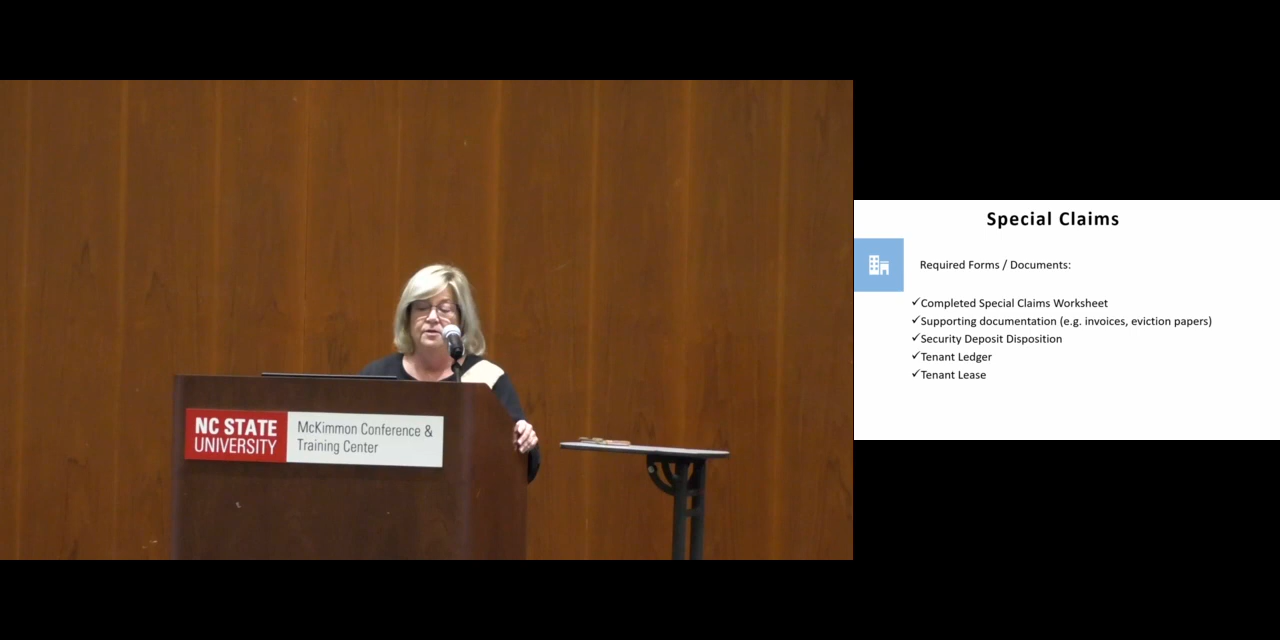 NC STATE
UNIVERSITY
McKimmon Conference &
Training Center
Special Claims
Required Forms / Documents:
✓Completed Special Claims Worksheet
✓Supporting documentation (e.g. invoices, eviction papers)
✓Security Deposit Disposition
✓Tenant Ledger
✓Tenant Lease